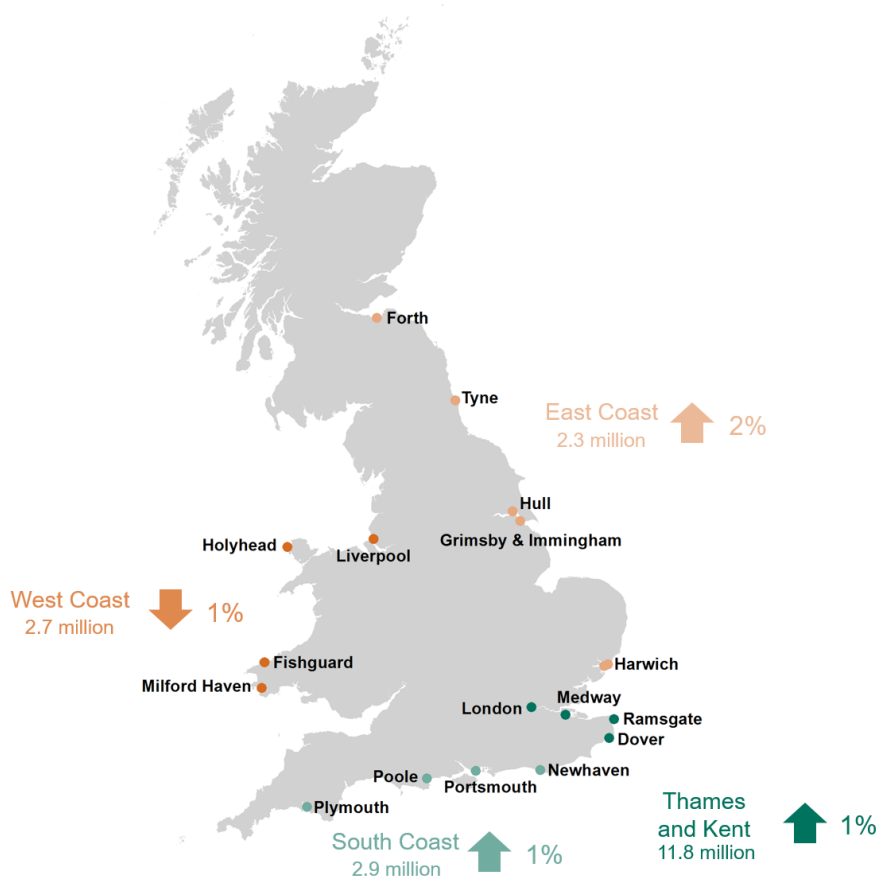 Forth
Tyne
East Coast
2.3 million
2%
Hull
Grimsby & Immingham
Holyhead
Liverpool
West Coast
2.7 million
1%
Fishguard
Milford Haven
Harwich
Medway
London
Ramsgate
Dover
Newhaven
Poole
Portsmouth
Plymouth
South Coast
2.9 million
1%
Thames
and Kent
11.8 million
1%